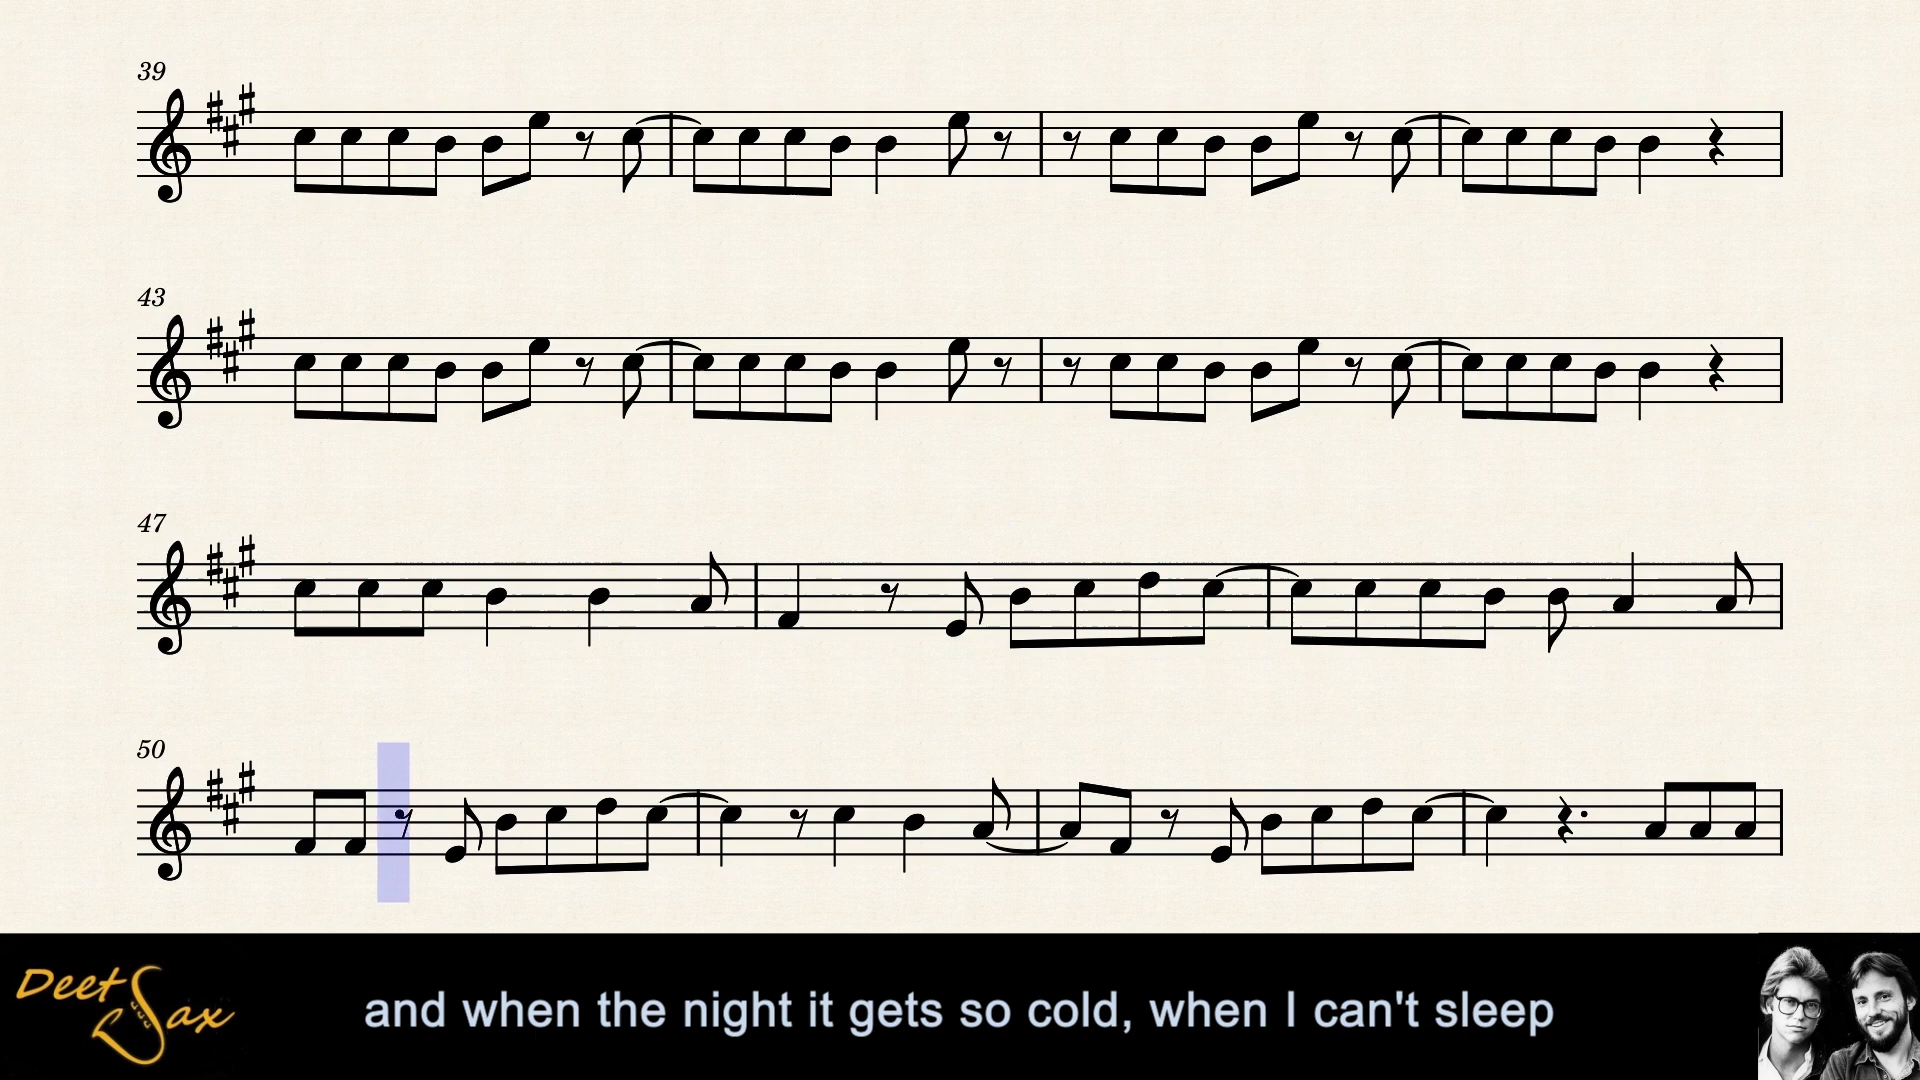 39
43
47
50
Deet
Sax
and when the night it gets so cold, when I can't sleep